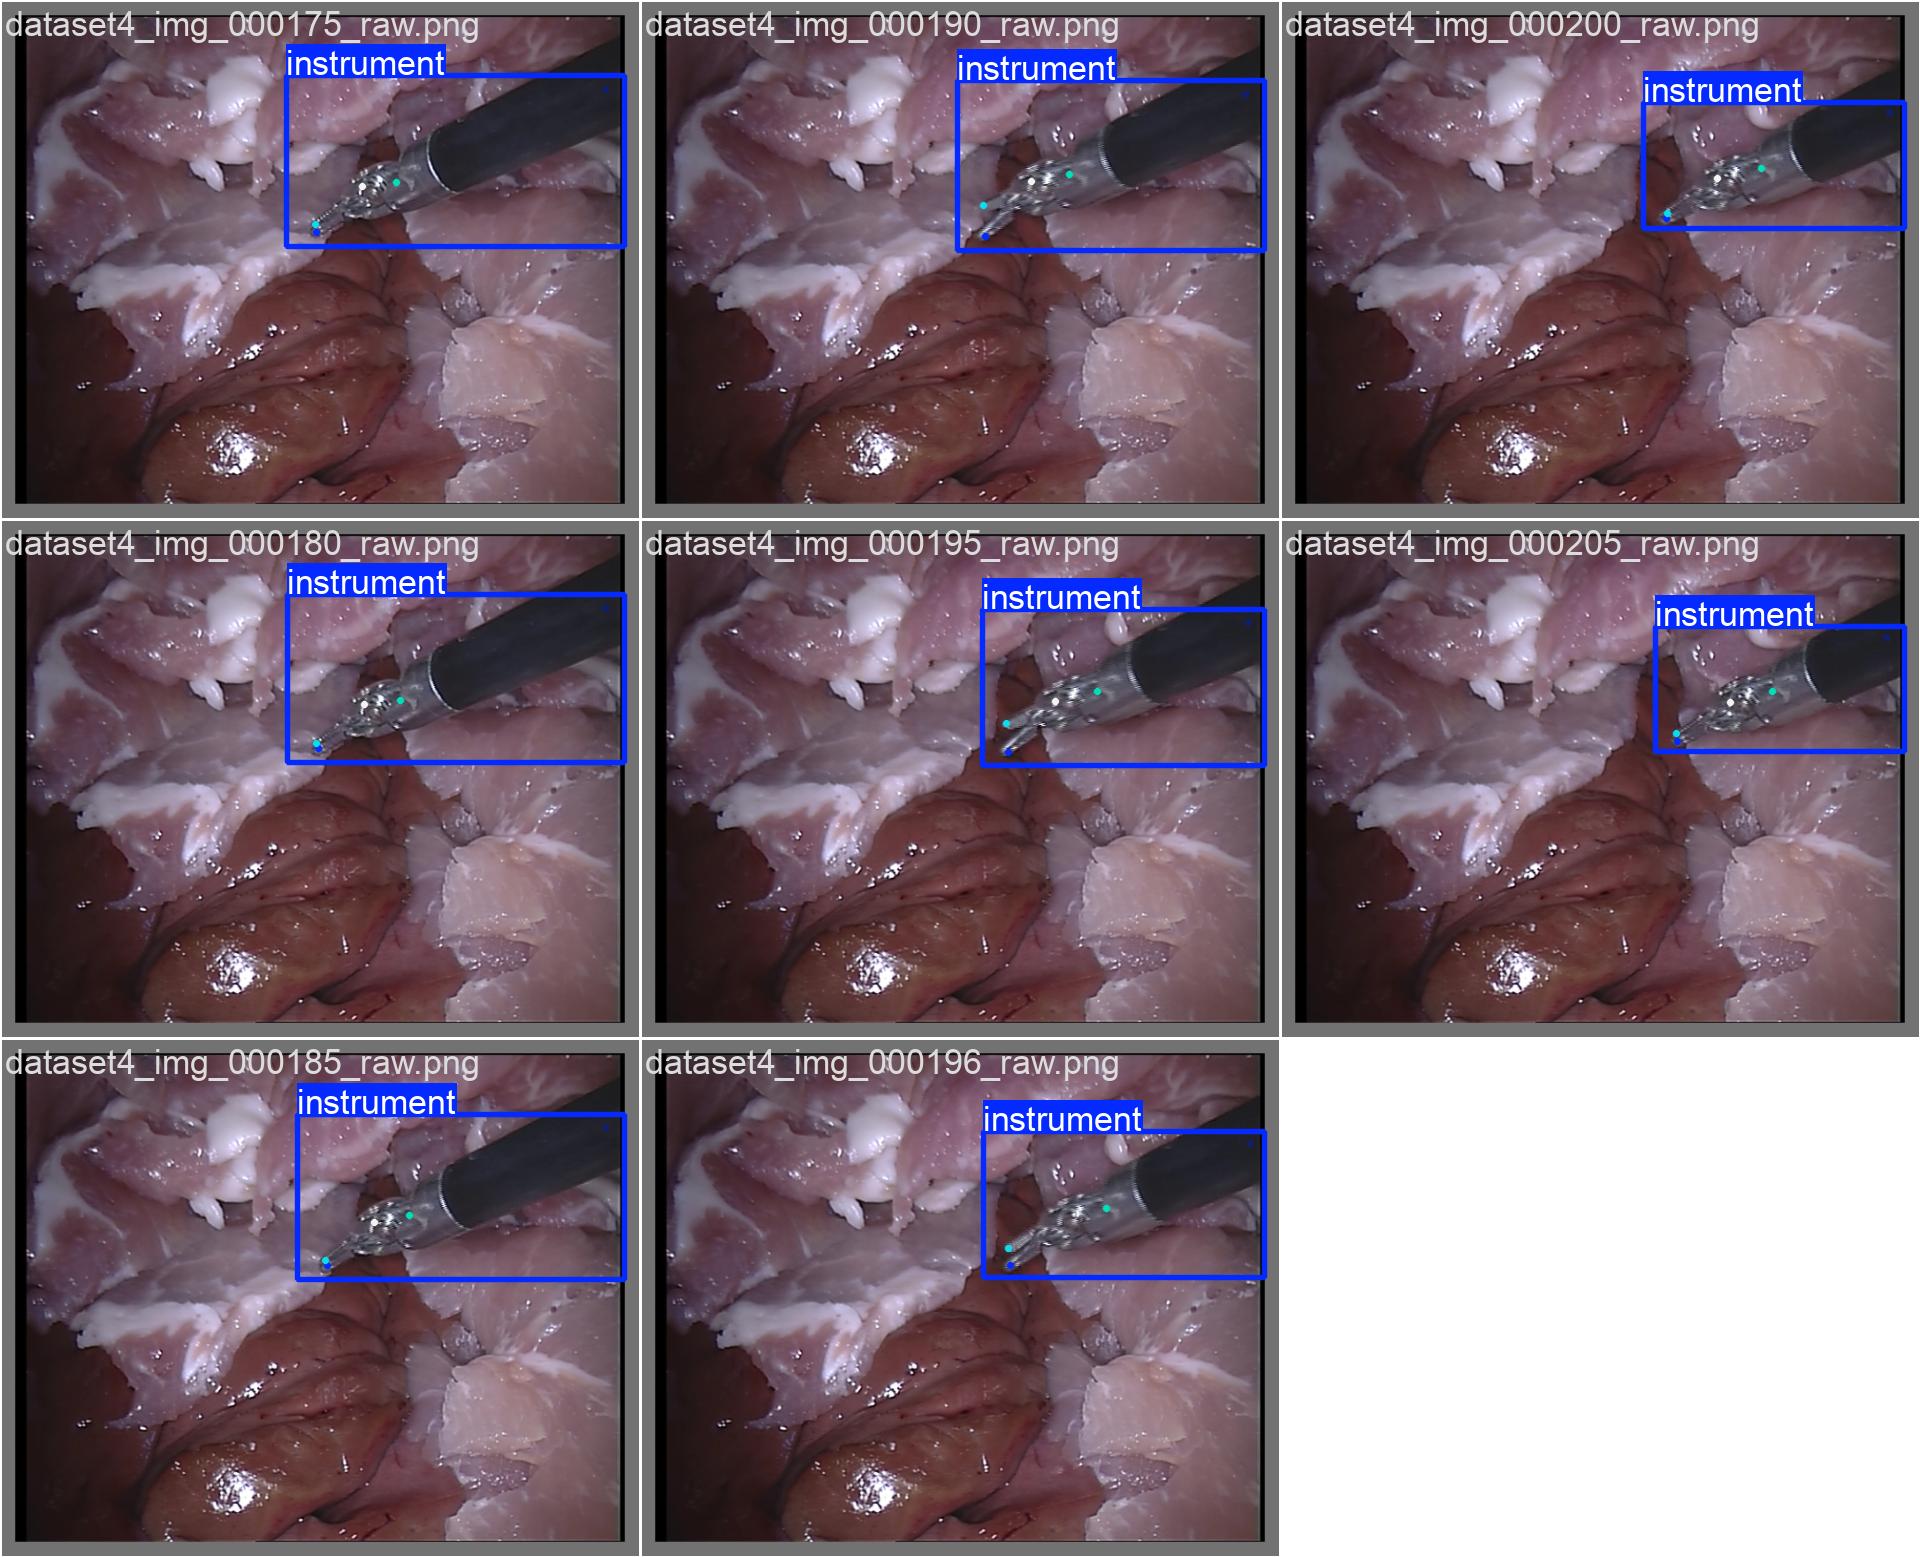 dataset4_img_000175_raw.png
instrument
dataset4_img_000190_raw.png
instrument
dataset4_img_000200_raw.png
instrument
dataset4_img_000180_raw.png
instrument
dataset4_img_000195_raw.png
instrument
dataset4_img_000205_raw.png
instrument
dataset4_img_000185_raw.png
instrument
dataset4_img_000196_raw.png
instrument